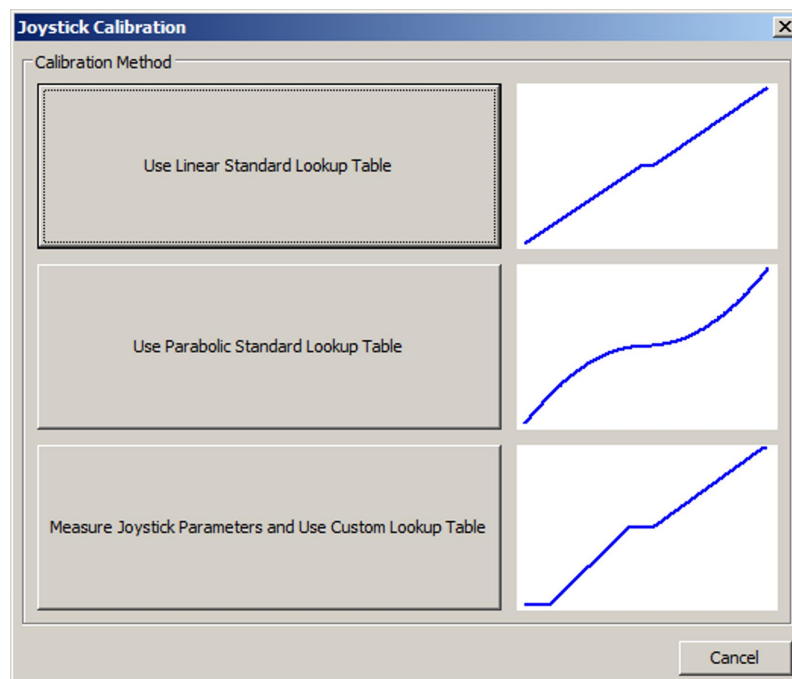 Joystick Calibration
Calibration Method
Use Linear Standard Lookup Table
Use Parabolic Standard Lookup Table
Measure Joystick Parameters and Use Custom Lookup Table
Cancel